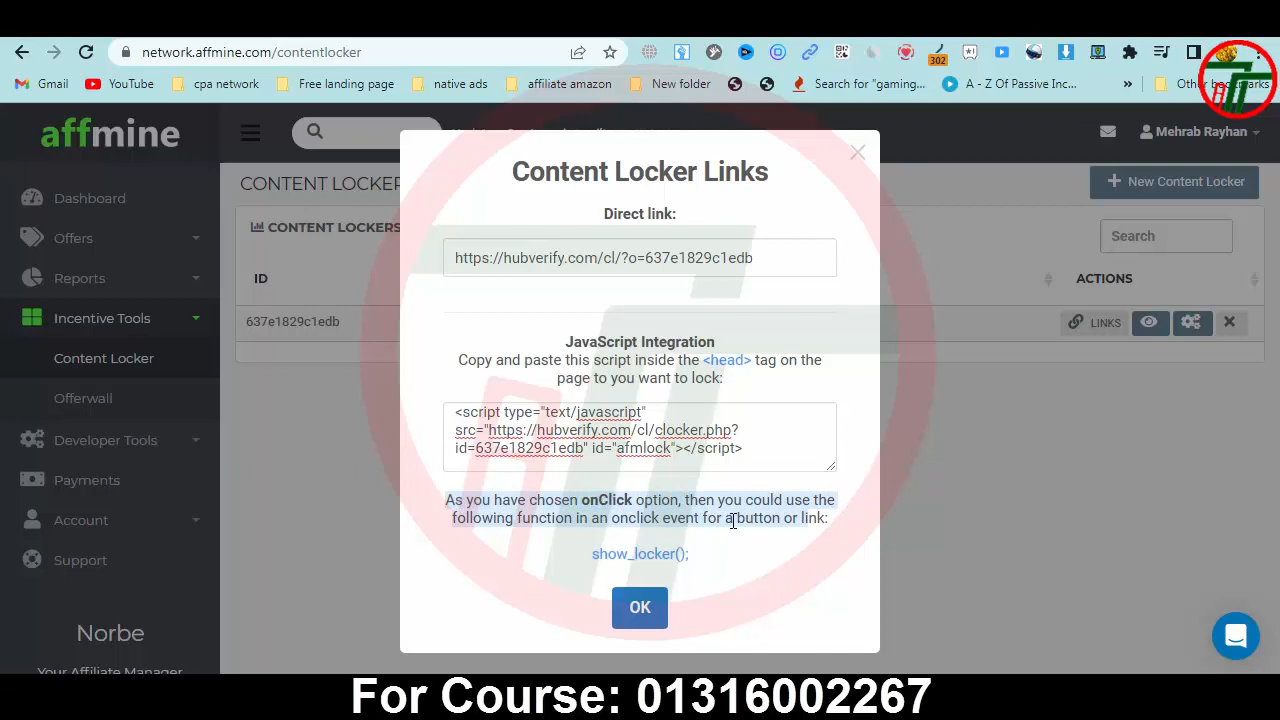 network.affmine.com/contentlocker
302
Gmail
YouTube
cpa network
Free landing page
native ads
affiliate amazon
New folder
Search for "gaming...
A - Z Of Passive Inc...
»
Other bookmarks
affmine
Mehrab Rayhan
Dashboard
Offers
Reports
Incentive Tools
Content Locker
Offerwall
Developer Tools
Payments
Account
Support
Norbe
Your Affiliate Manager
CONTENT LOCKER
New Content Locker
CONTENT LOCKERS
Search
ID
ACTIONS
637e1829c1edb
LINKS
Content Locker Links
Direct link:
https://hubverify.com/cl/?o=637e1829c1edb
JavaScript Integration
Copy and paste this script inside the <head> tag on the
page to you want to lock:
<script type="text/javascript"
src="https://hubverify.com/cl/clocker.php?
id=637e1829c1edb" id="afmlock"></script>
As you have chosen onClick option, then you could use the
following function in an onclick event for a button or link:
show_locker();
OK
For Course: 01316002267